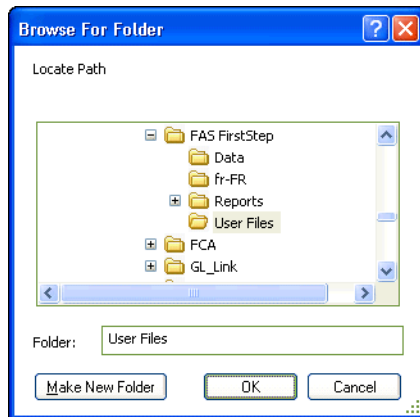 Browse For Folder
Locate Path
FAS FirstStep
Data
fr-FR
Reports
User Files
FCA
GL_Link
Folder: User Files
Make New Folder OK Cancel